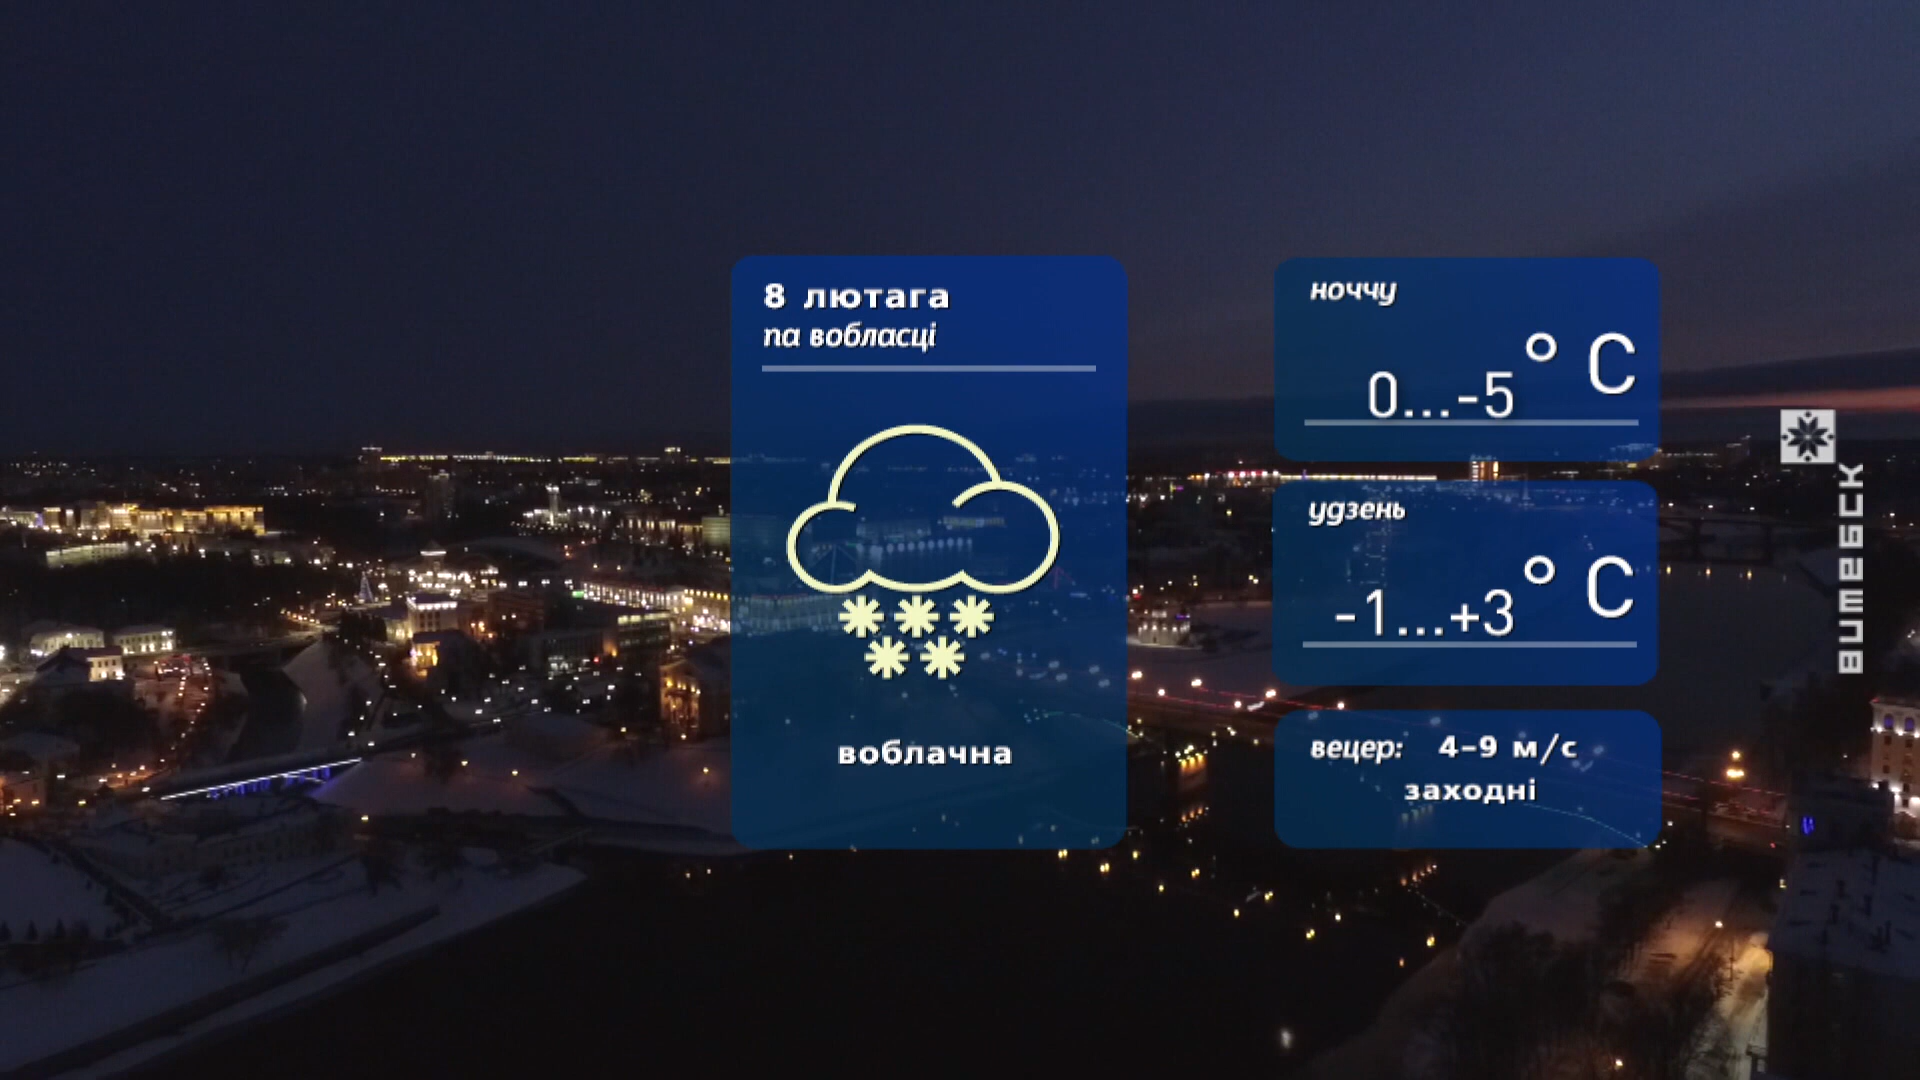 8 лютага
па вобласці
воблачна
ноччу
0...-5° C
удзень
-1...+3° C
вецер: 4-9 м/с
заходні
витебск